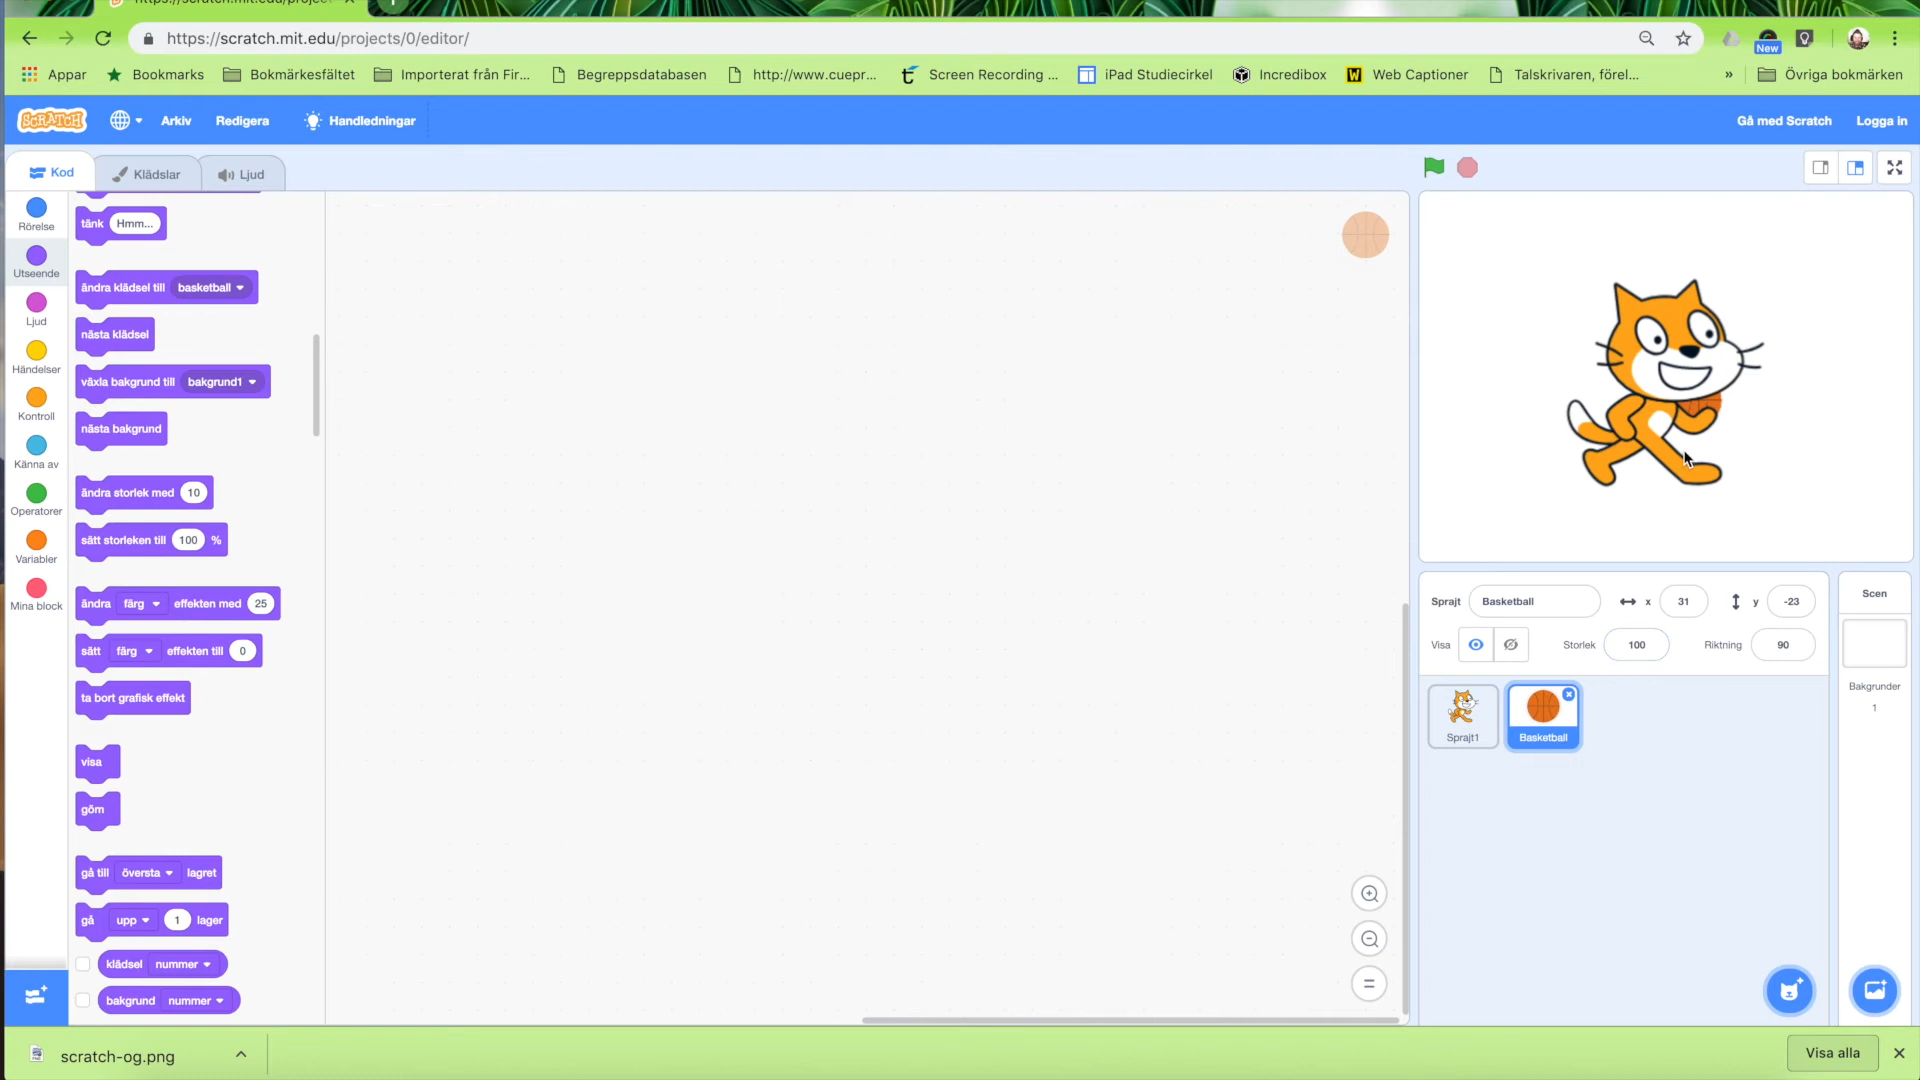 https://scratch.mit.edu/projec
https://scratch.mit.edu/projects/0/editor/
New
Appar
Bookmarks
Bokmärkesfältet
Importerat från Fir...
Begreppsdatabasen
http://www.cuepr...
Screen Recording ...
iPad Studiecirkel
Incredibox
Web Captioner
Talskrivaren, förel...
»
Övriga bokmärken
SCRATCH
Arkiv
Redigera
Handledningar
Gå med Scratch
Logga in
Kod
Klädslar
Ljud
Rörelse
Utseende
Ljud
Händelser
Kontroll
Känna av
Operatorer
Variabler
Mina block
tänk Hmm...
ändra klädsel till basketball
nästa klädsel
växla bakgrund till bakgrund1
nästa bakgrund
ändra storlek med 10
sätt storleken till 100 %
ändra färg effekten med 25
sätt färg effekten till 0
ta bort grafisk effekt
visa
göm
gå till översta lagret
gå upp 1 lager
klädsel nummer
bakgrund nummer
Sprajt Basketball x 31 y -23
Visa Storlek 100 Riktning 90
Sprajt1
Basketball
Scen
Bakgrunder
1
scratch-og.png
Visa alla